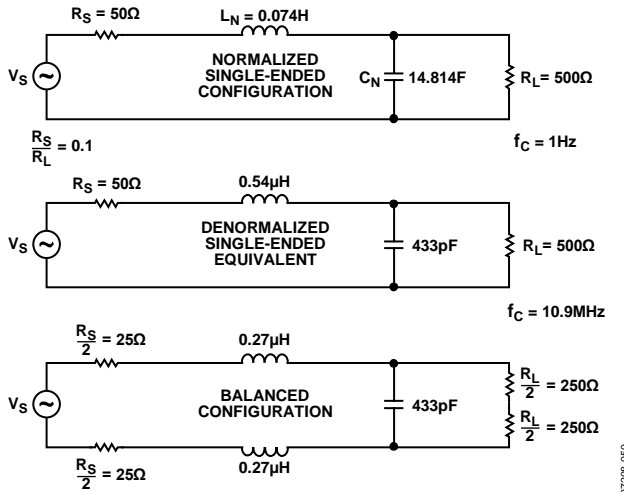 R_S = 50Ω
L_N = 0.074H
V_S
NORMALIZED
SINGLE-ENDED
CONFIGURATION
C_N
14.814F
R_L= 500Ω
R_S
R_L
= 0.1
f_C = 1Hz
R_S = 50Ω
0.54µH
V_S
DENORMALIZED
SINGLE-ENDED
EQUIVALENT
433pF
R_L= 500Ω
f_C = 10.9MHz
R_S
2
= 25Ω
0.27µH
V_S
BALANCED
CONFIGURATION
433pF
R_L
2
= 250Ω
R_L
2
= 250Ω
R_S
2
= 25Ω
0.27µH